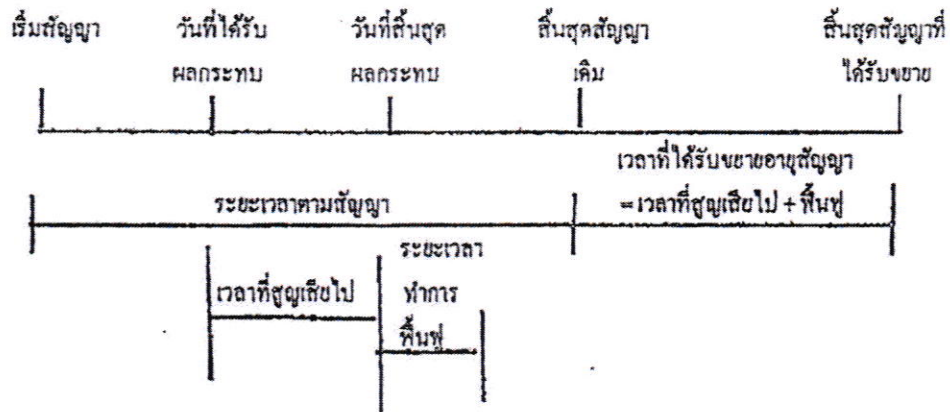 เริ่มสัญญา วันที่ได้รับ วันที่สิ้นสุด สิ้นสุดสัญญา สิ้นสุดสัญญาที่
ผลกระทบ ผลกระทบ เดิม ได้รับขยาย
เวลาที่ได้รับขยายอายุสัญญา
ระยะเวลาตามสัญญา =เวลาที่สูญเสียไป + ฟื้นฟู
ระยะเวลา
เวลาที่สูญเสียไป ทำการ
ฟื้นฟู